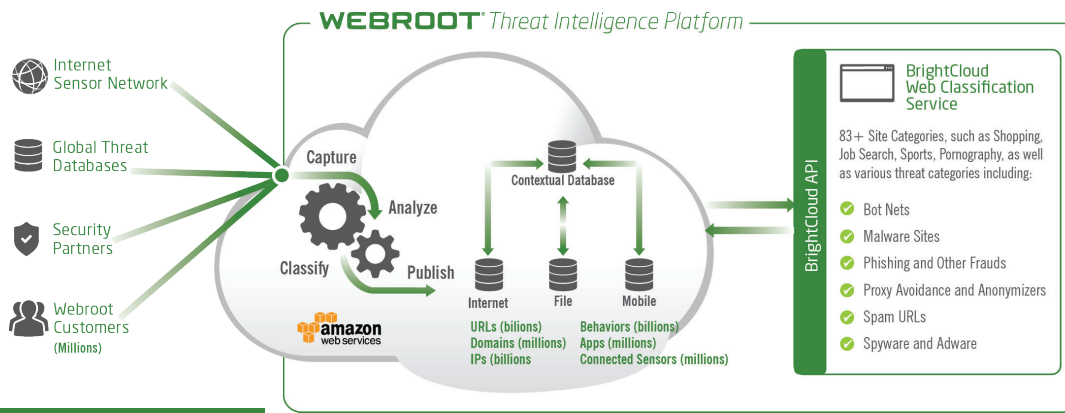 WEBROOT® Threat Intelligence Platform
Internet
Sensor Network
Global Threat
Databases
Security
Partners
Webroot
Customers
(Millions)
Capture
Analyze
Classify
Publish
amazon
web services
Contextual Database
Internet
File
Mobile
URLs (bilions)
Domains (millions)
IPs (billions
Behaviors (billions)
Apps (millions)
Connected Sensors (millions)
BrightCloud API
BrightCloud
Web Classification
Service
83+ Site Categories, such as Shopping,
Job Search, Sports, Pornography, as well
as various threat categories including:
Bot Nets
Malware Sites
Phishing and Other Frauds
Proxy Avoidance and Anonymizers
Spam URLs
Spyware and Adware